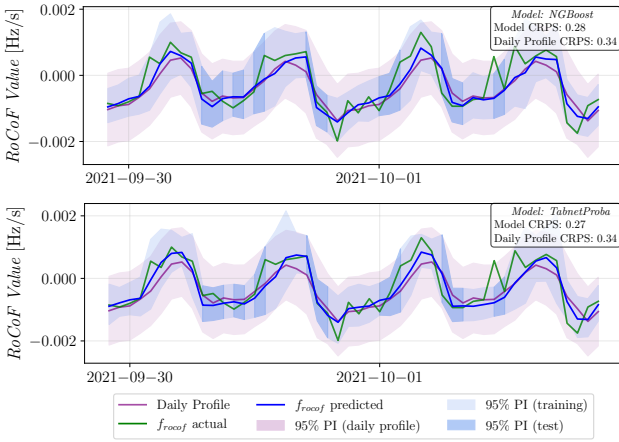 RoCoF Value [Hz/s]
0.002
0.000
−0.002
Model: NGBoost
Model CRPS: 0.28
Daily Profile CRPS: 0.34
2021-09-30
2021-10-01
RoCoF Value [Hz/s]
0.002
0.000
−0.002
Model: TabnetProba
Model CRPS: 0.27
Daily Profile CRPS: 0.34
2021-09-30
2021-10-01
Daily Profile
f_rocof actual
f_rocof predicted
95% PI (daily profile)
95% PI (training)
95% PI (test)